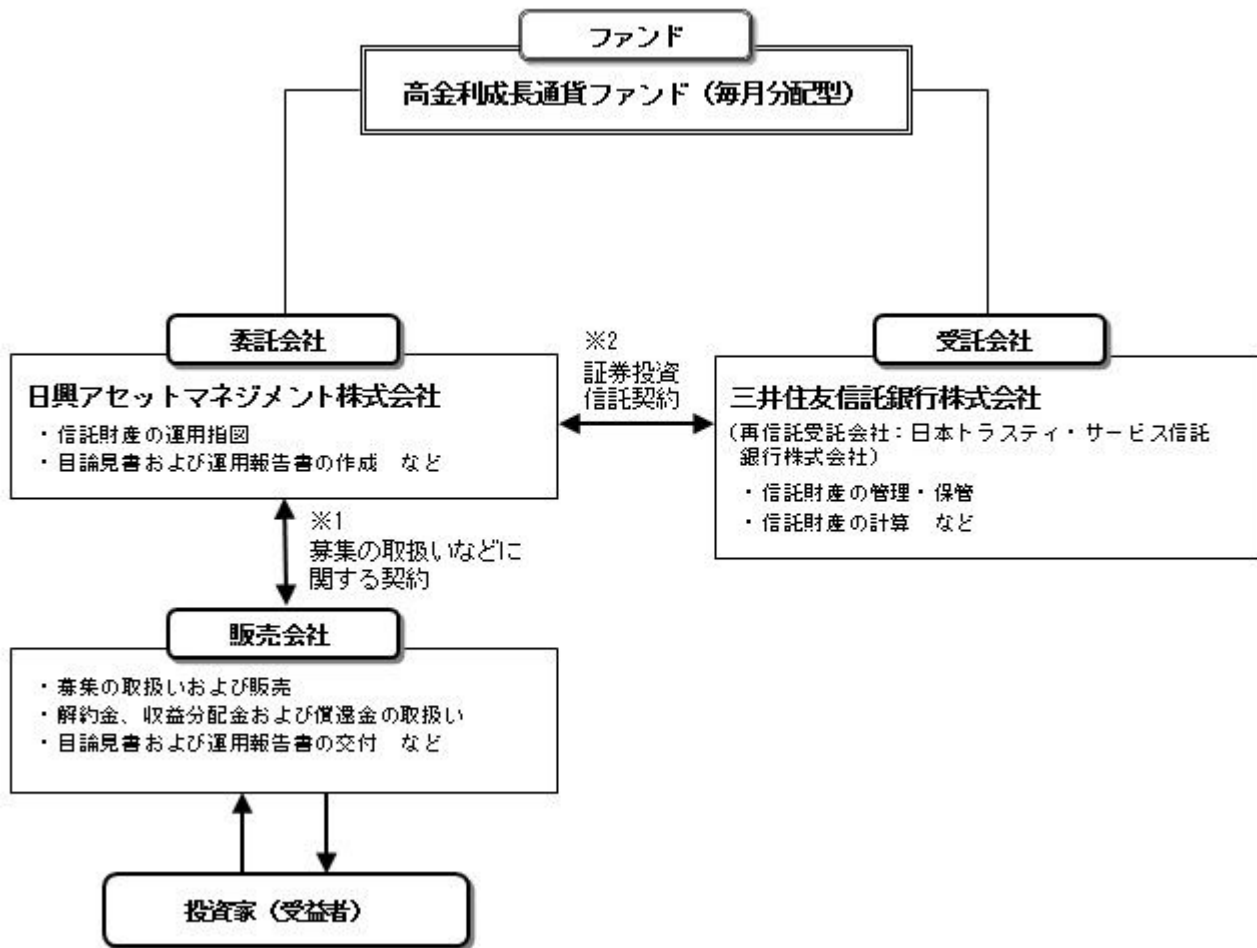 ファンド
高金利成長通貨ファンド（毎月分配型）
委託会社
日興アセットマネジメント株式会社
・信託財産の運用指図
・目論見書および運用報告書の作成　など
※2
証券投資
信託契約
受託会社
三井住友信託銀行株式会社
（再信託受託会社：日本トラスティ・サービス信託
銀行株式会社）
・信託財産の管理・保管
・信託財産の計算　など
※1
募集の取扱いなどに
関する契約
販売会社
・募集の取扱いおよび販売
・解約金、収益分配金および償還金の取扱い
・目論見書および運用報告書の交付　など
投資家（受益者）